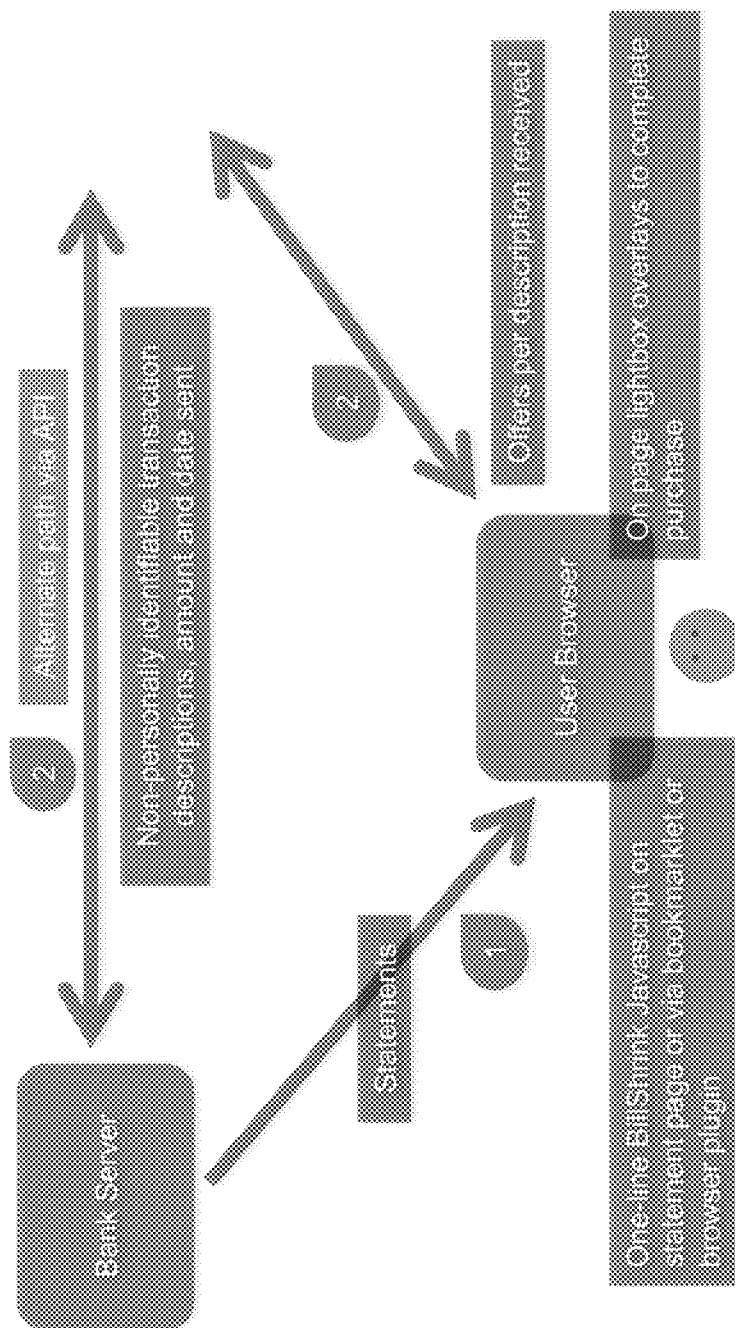 Alternate path via API
2
Non-personally identifiable transaction
descriptions, amount and date sent
Bank Server
2
Statements
1
Offers per description received
User Browser
One-line BillShrink Javascript on
statement page or via bookmarklet or
browser plugin
On page lightbox overlays to complete
purchase